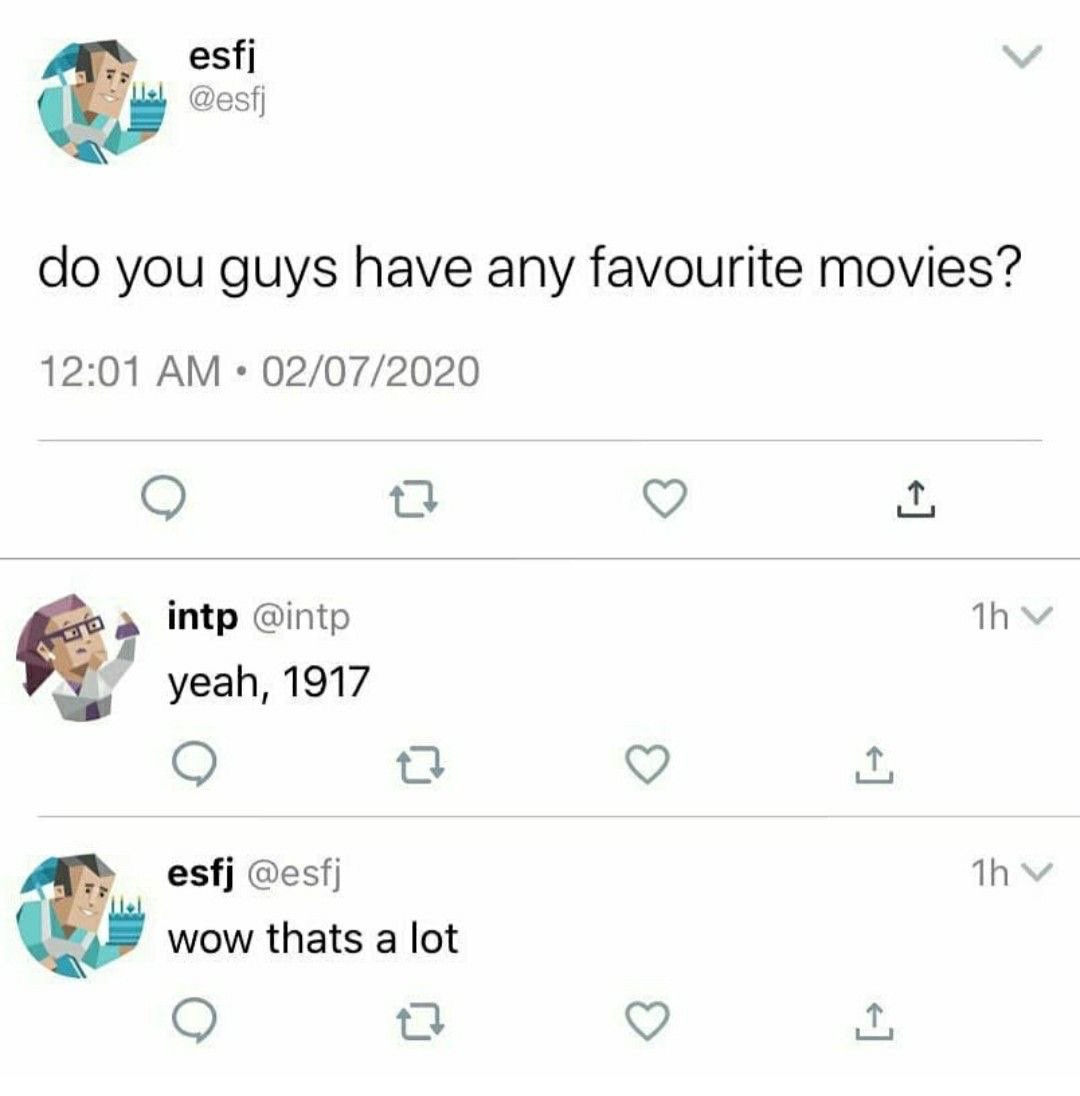 esfj
@esfj
do you guys have any favourite movies?
12:01 AM • 02/07/2020
intp @intp 1h
yeah, 1917
esfj @esfj 1h
wow thats a lot